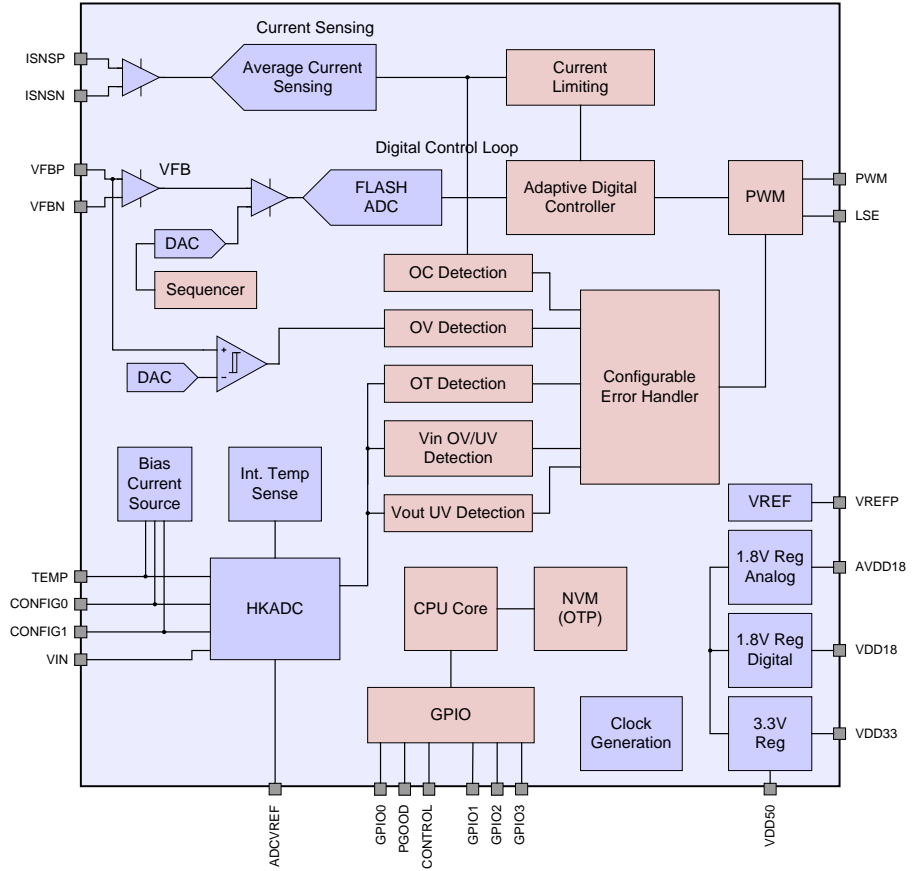 Current Sensing
ISNSP
ISNSN
Average Current
Sensing
Current
Limiting
Digital Control Loop
VFBP
VFBN
VFB
FLASH
ADC
Adaptive Digital
Controller
PWM
PWM
LSE
DAC
Sequencer
OC Detection
OV Detection
+
−
DAC
OT Detection
Configurable
Error Handler
Vin OV/UV
Detection
Vout UV Detection
Bias
Current
Source
Int. Temp
Sense
VREF
VREFP
1.8V Reg
Analog
AVDD18
TEMP
CONFIG0
CONFIG1
VIN
HKADC
CPU Core
NVM
(OTP)
1.8V Reg
Digital
VDD18
GPIO
Clock
Generation
3.3V
Reg
VDD33
ADCVREF
GPIO0
PGOOD
CONTROL
GPIO1
GPIO2
GPIO3
VDD50